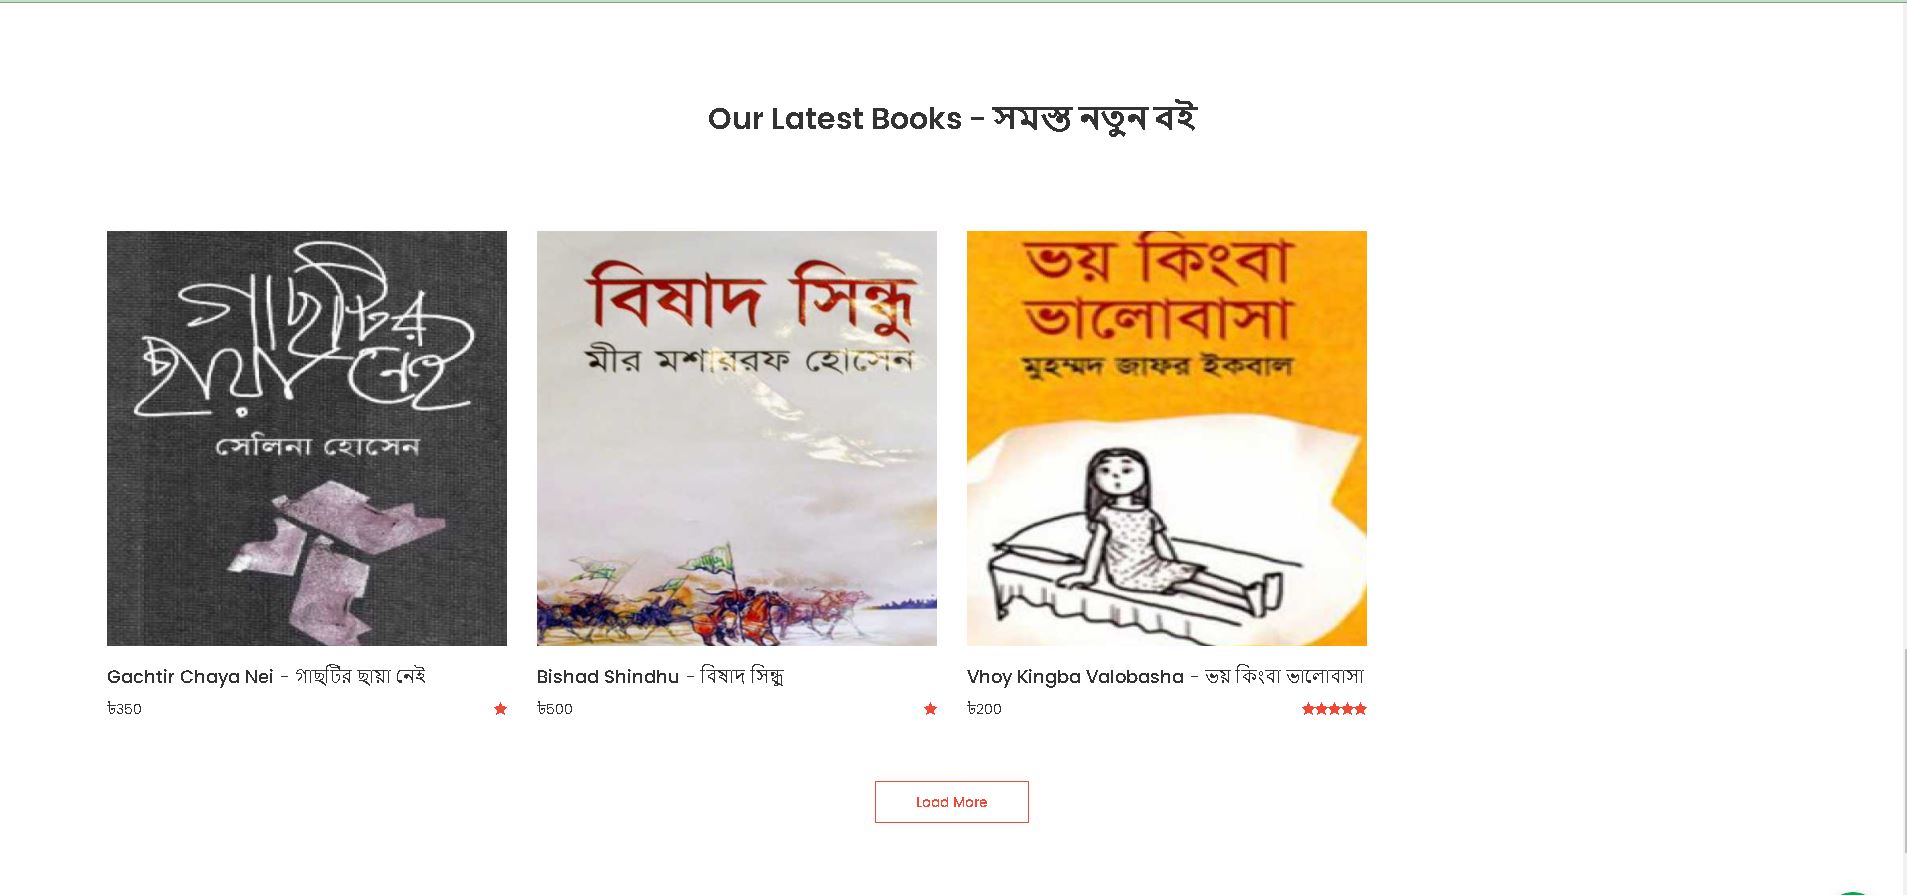 Our Latest Books - সমস্ত নতুন বই
গাছটির
ছায়া নেই
সেলিনা হোসেন
বিষাদ সিন্ধু
মীর মশাররফ হোসেন
ভয় কিংবা
ভালোবাসা
মুহম্মদ জাফর ইকবাল
Gachtir Chaya Nei - গাছটির ছায়া নেই
৳350
Bishad Shindhu - বিষাদ সিন্ধু
৳500
Vhoy Kingba Valobasha - ভয় কিংবা ভালোবাসা
৳200
Load More